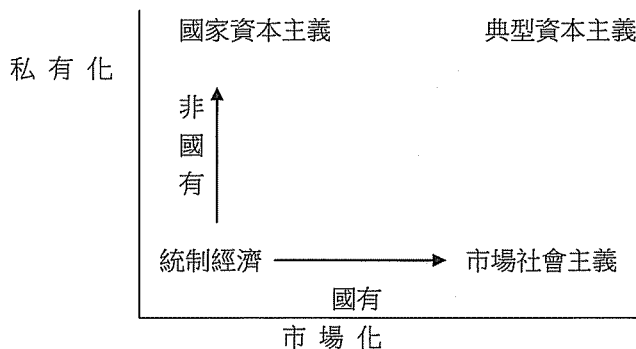 國家資本主義 典型資本主義
私有化
非國有
統制經濟 市場社會主義
國有
市場化